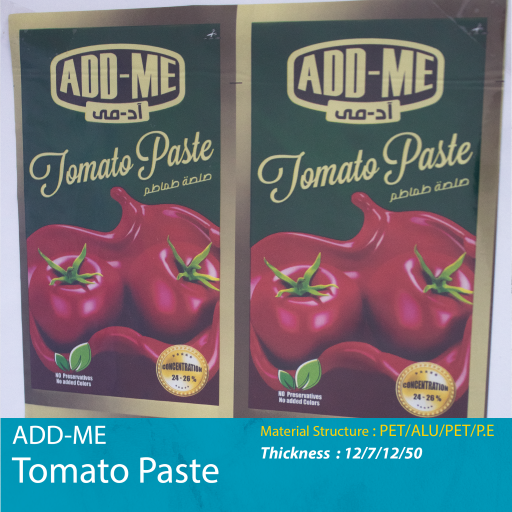 ADD-ME
أد-مى
Tomato Paste
صلصة طماطم
NO Preservatives
No added Colors
CONCENTRATION
24 - 26 %
ADD-ME
أد-مى
Tomato Paste
صلصة طماطم
NO Preservatives
No added Colors
CONCENTRATION
24 - 26 %
ADD-ME
Tomato Paste
Material Structure : PET/ALU/PET/P.E
Thickness : 12/7/12/50